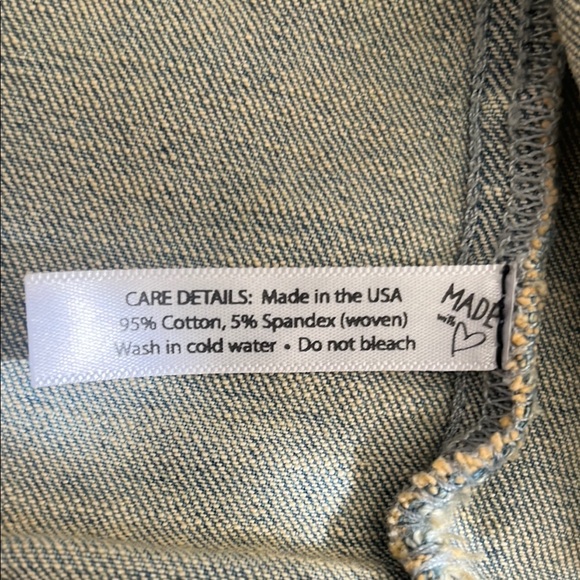 CARE DETAILS: Made in the USA
95% Cotton, 5% Spandex (woven)
Wash in cold water • Do not bleach
MADE
with